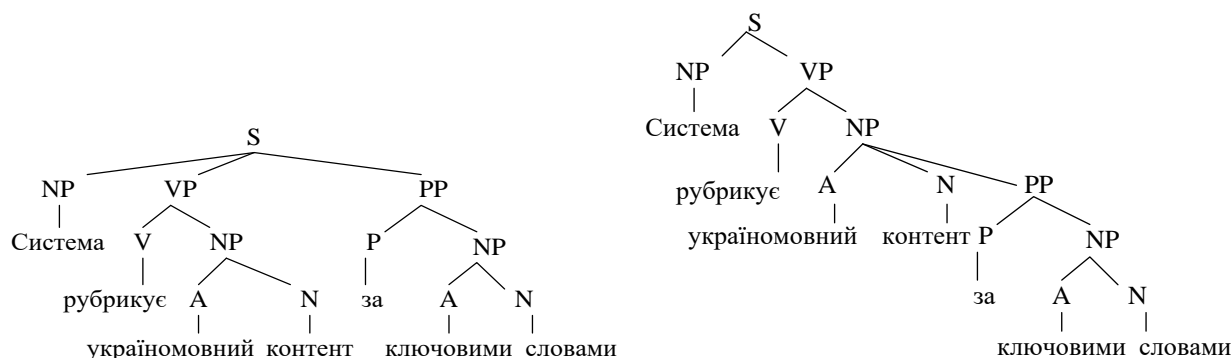 S
NP VP PP
Система V NP P NP
рубрикує A N за A N
україномовний контент ключовими словами
S
NP VP
Система V NP
рубрикує A N PP
україномовний контент P NP
за A N
ключовими словами